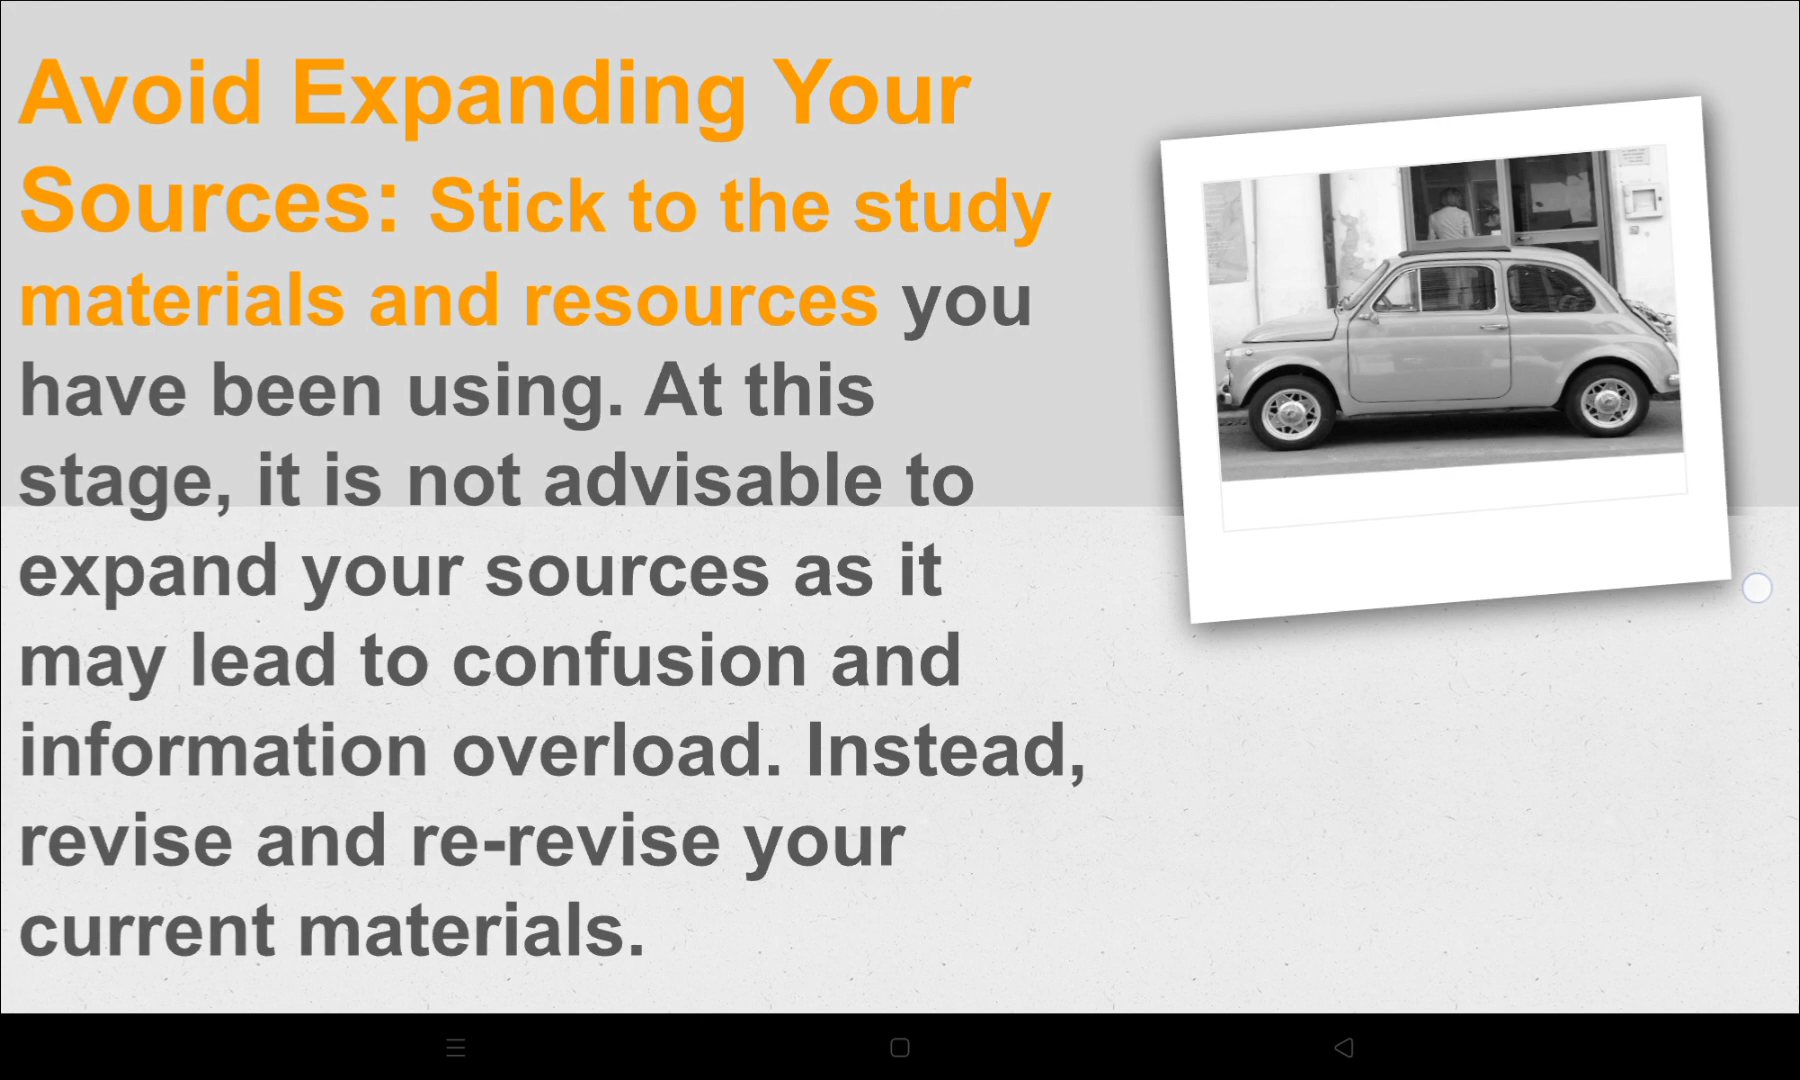 Avoid Expanding Your
Sources: Stick to the study
materials and resources you
have been using. At this
stage, it is not advisable to
expand your sources as it
may lead to confusion and
information overload. Instead,
revise and re-revise your
current materials.